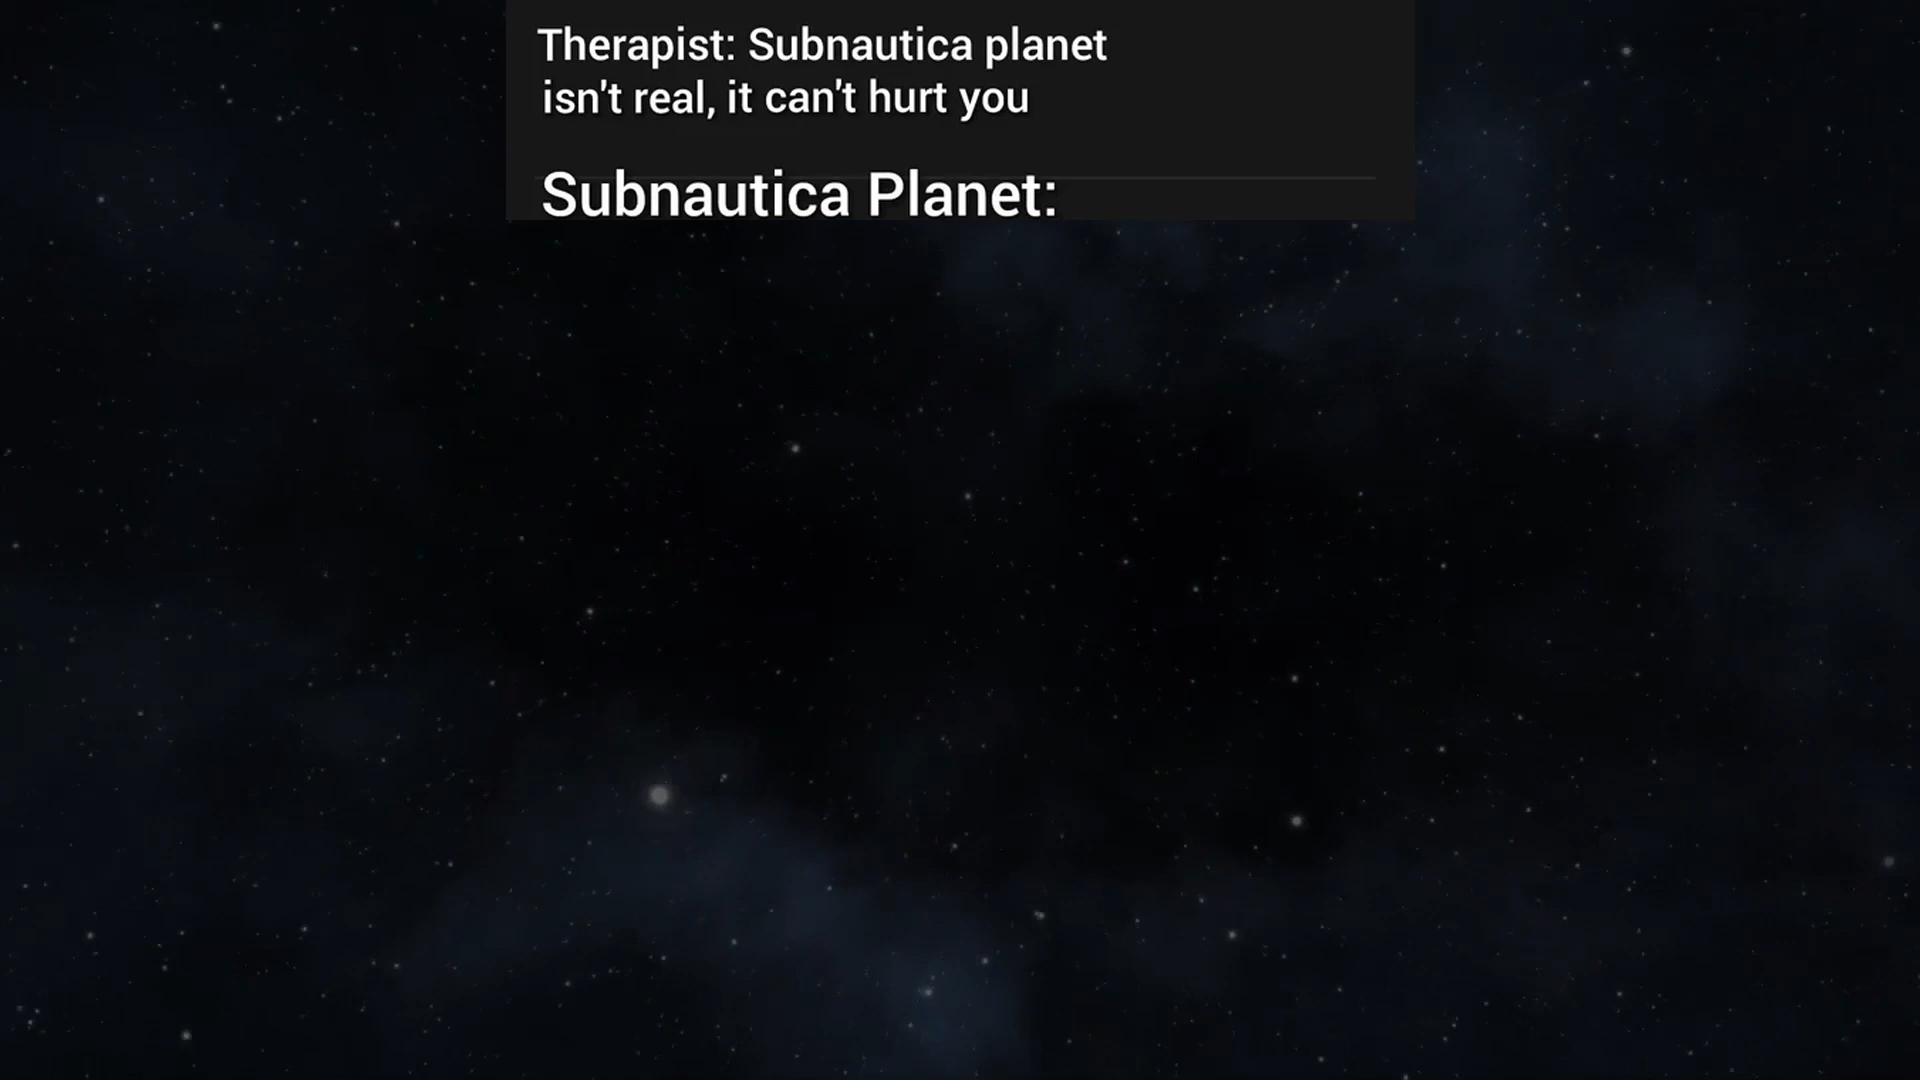 Therapist: Subnautica planet
isn't real, it can't hurt you
Subnautica Planet: